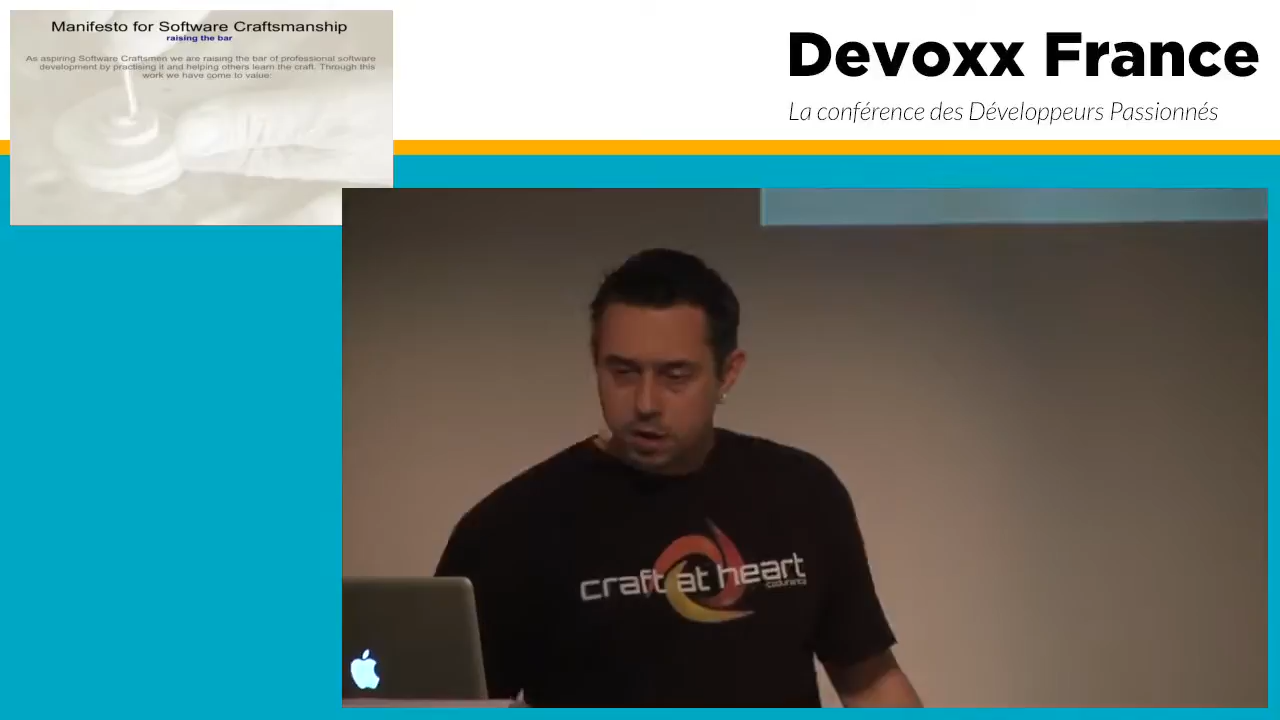 Manifesto for Software Craftsmanship
raising the bar
As aspiring Software Craftsmen we are raising the bar of professional software
development by practising it and helping others learn the craft. Through this
work we have come to value:
Devoxx France
La conférence des Développeurs Passionnés
craft at heart
codurance